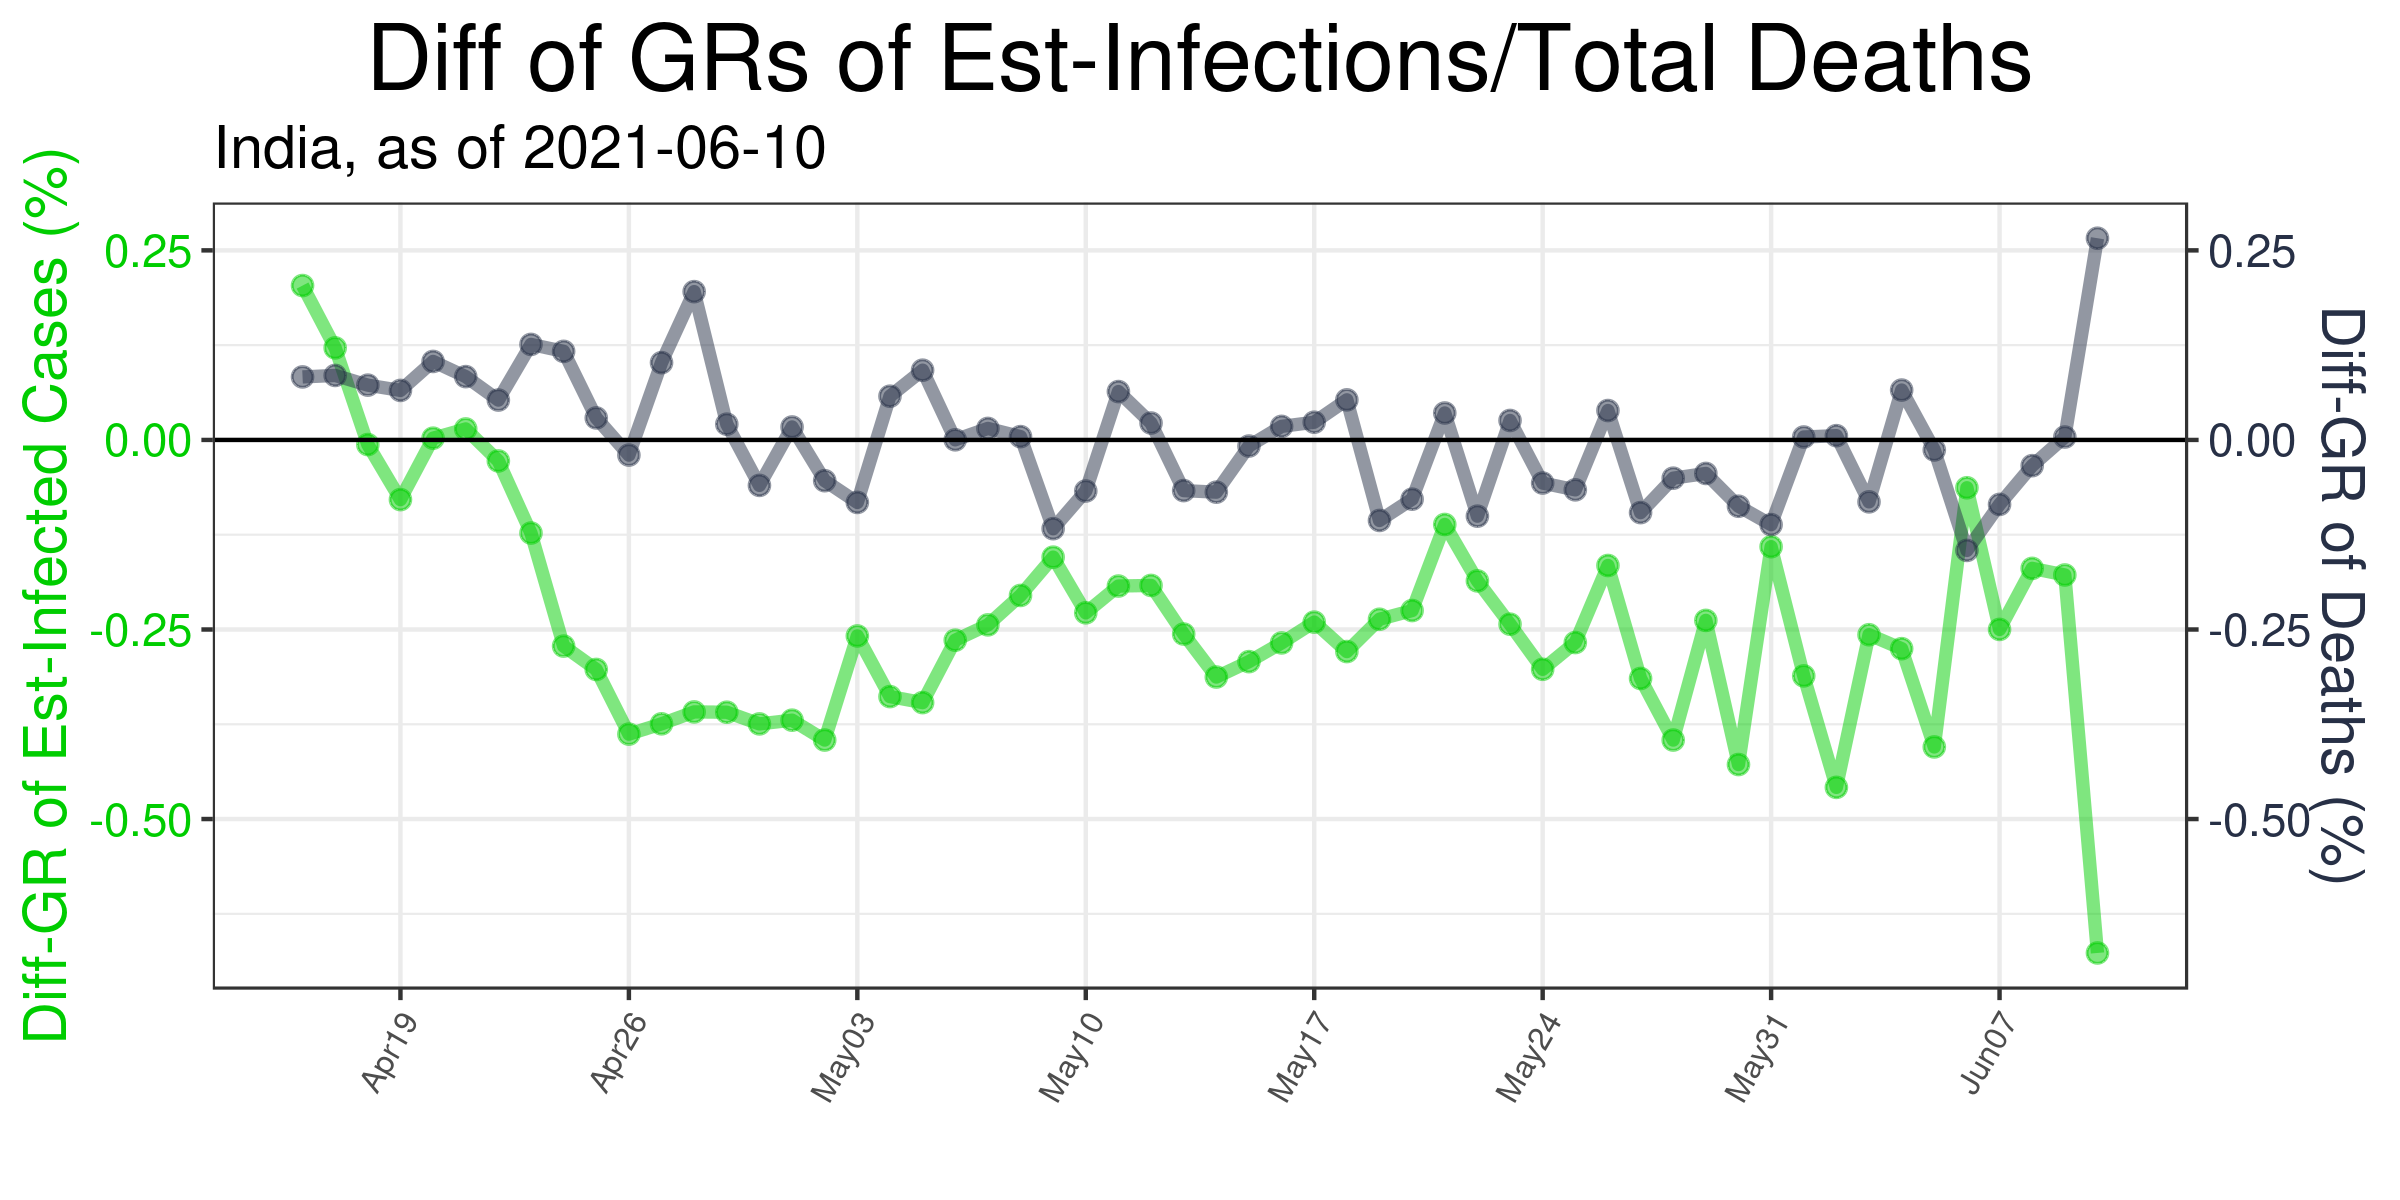 Diff of GRs of Est-Infections/Total Deaths
India, as of 2021-06-10
Diff-GR of Est-Infected Cases (%)
0.25
0.00
-0.25
-0.50
0.25
0.00
-0.25
-0.50
Diff-GR of Deaths (%)
Apr19
Apr26
May03
May10
May17
May24
May31
Jun07